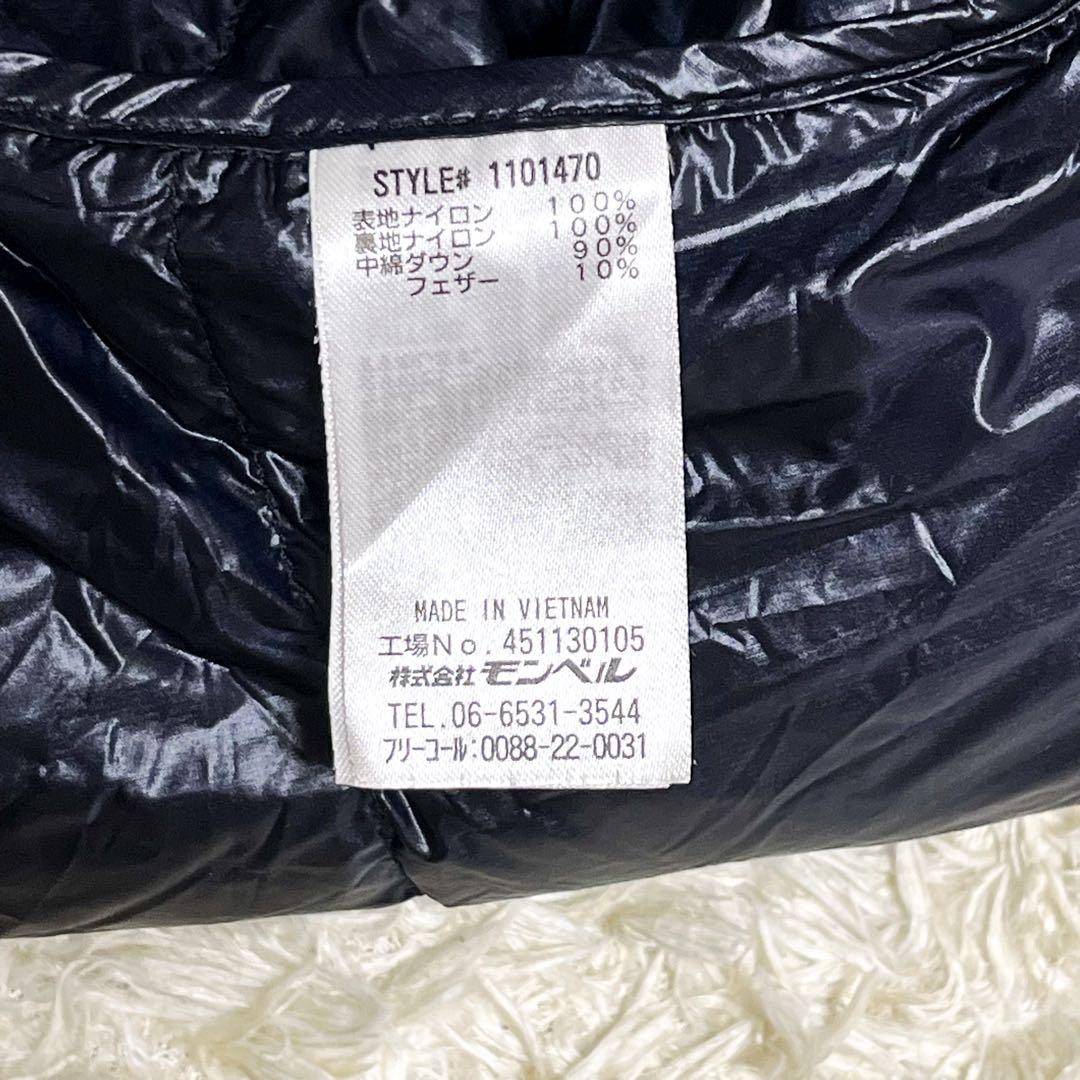 STYLE# 1101470
表地ナイロン 100%
裏地ナイロン 100%
中綿ダウン 90%
フェザー 10%
MADE IN VIETNAM
工場No.451130105
株式会社モンベル
TEL.06-6531-3544
フリーコール:0088-22-0031